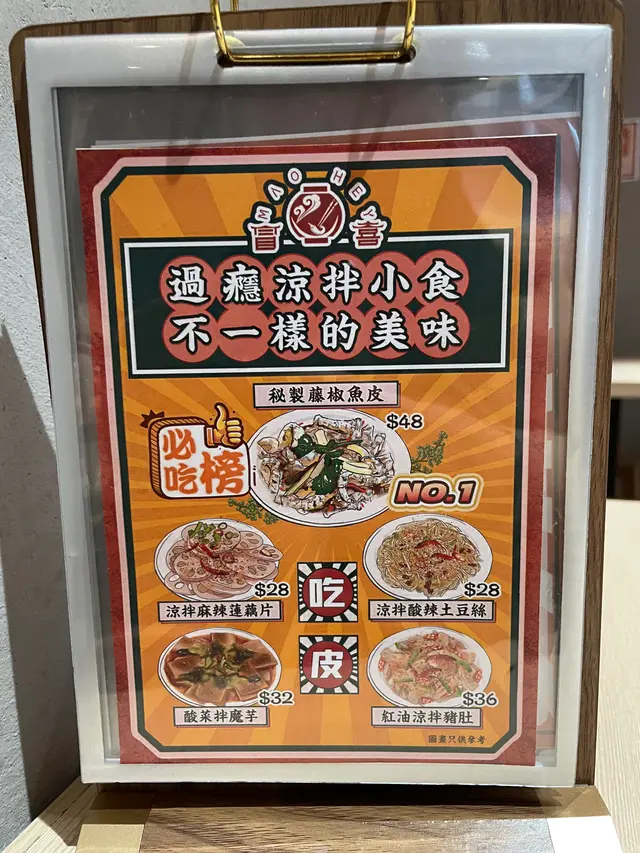 MAO HEY
冒 喜
過癮涼拌小食
不一樣的美味
秘製藤椒魚皮
$48
必吃榜
NO.1
$28
涼拌麻辣蓮藕片
吃
$28
涼拌酸辣土豆絲
$32
酸菜拌魔芋
皮
$36
紅油涼拌豬肚
圖畫只供參考